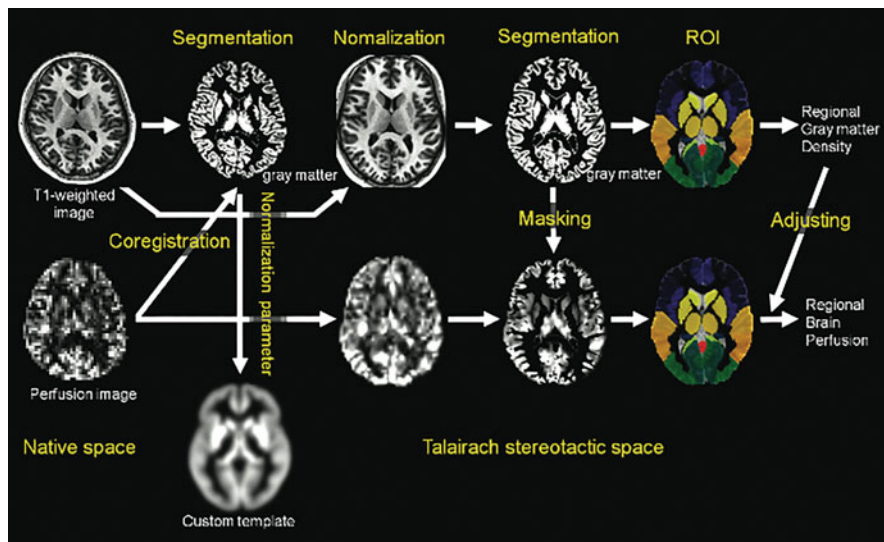 Segmentation
Nomalization
Segmentation
ROI
T1-weighted
image
gray matter
gray matter
Regional
Gray matter
Density
Coregistration
Normalization parameter
Masking
Adjusting
Perfusion image
Regional
Brain
Perfusion
Native space
Talairach stereotactic space
Custom template